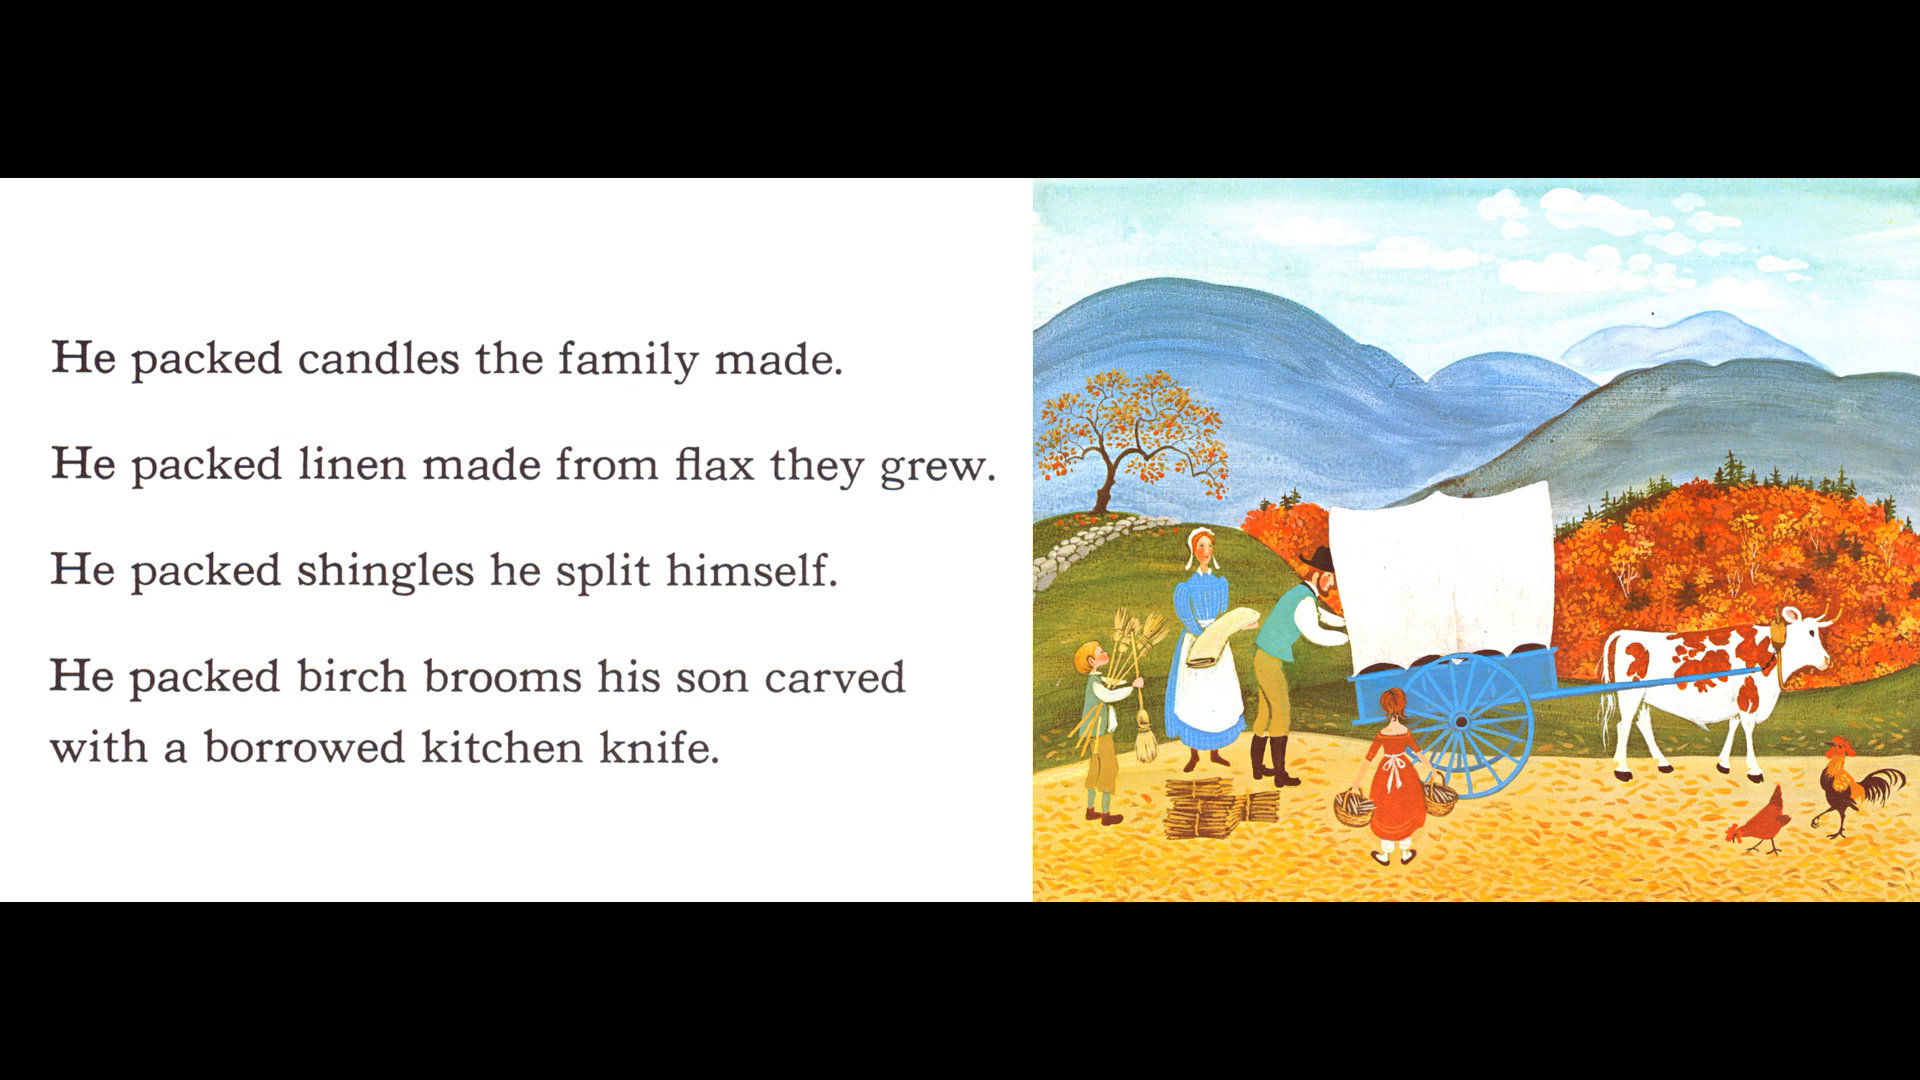 He packed candles the family made.
He packed linen made from flax they grew.
He packed shingles he split himself.
He packed birch brooms his son carved
with a borrowed kitchen knife.